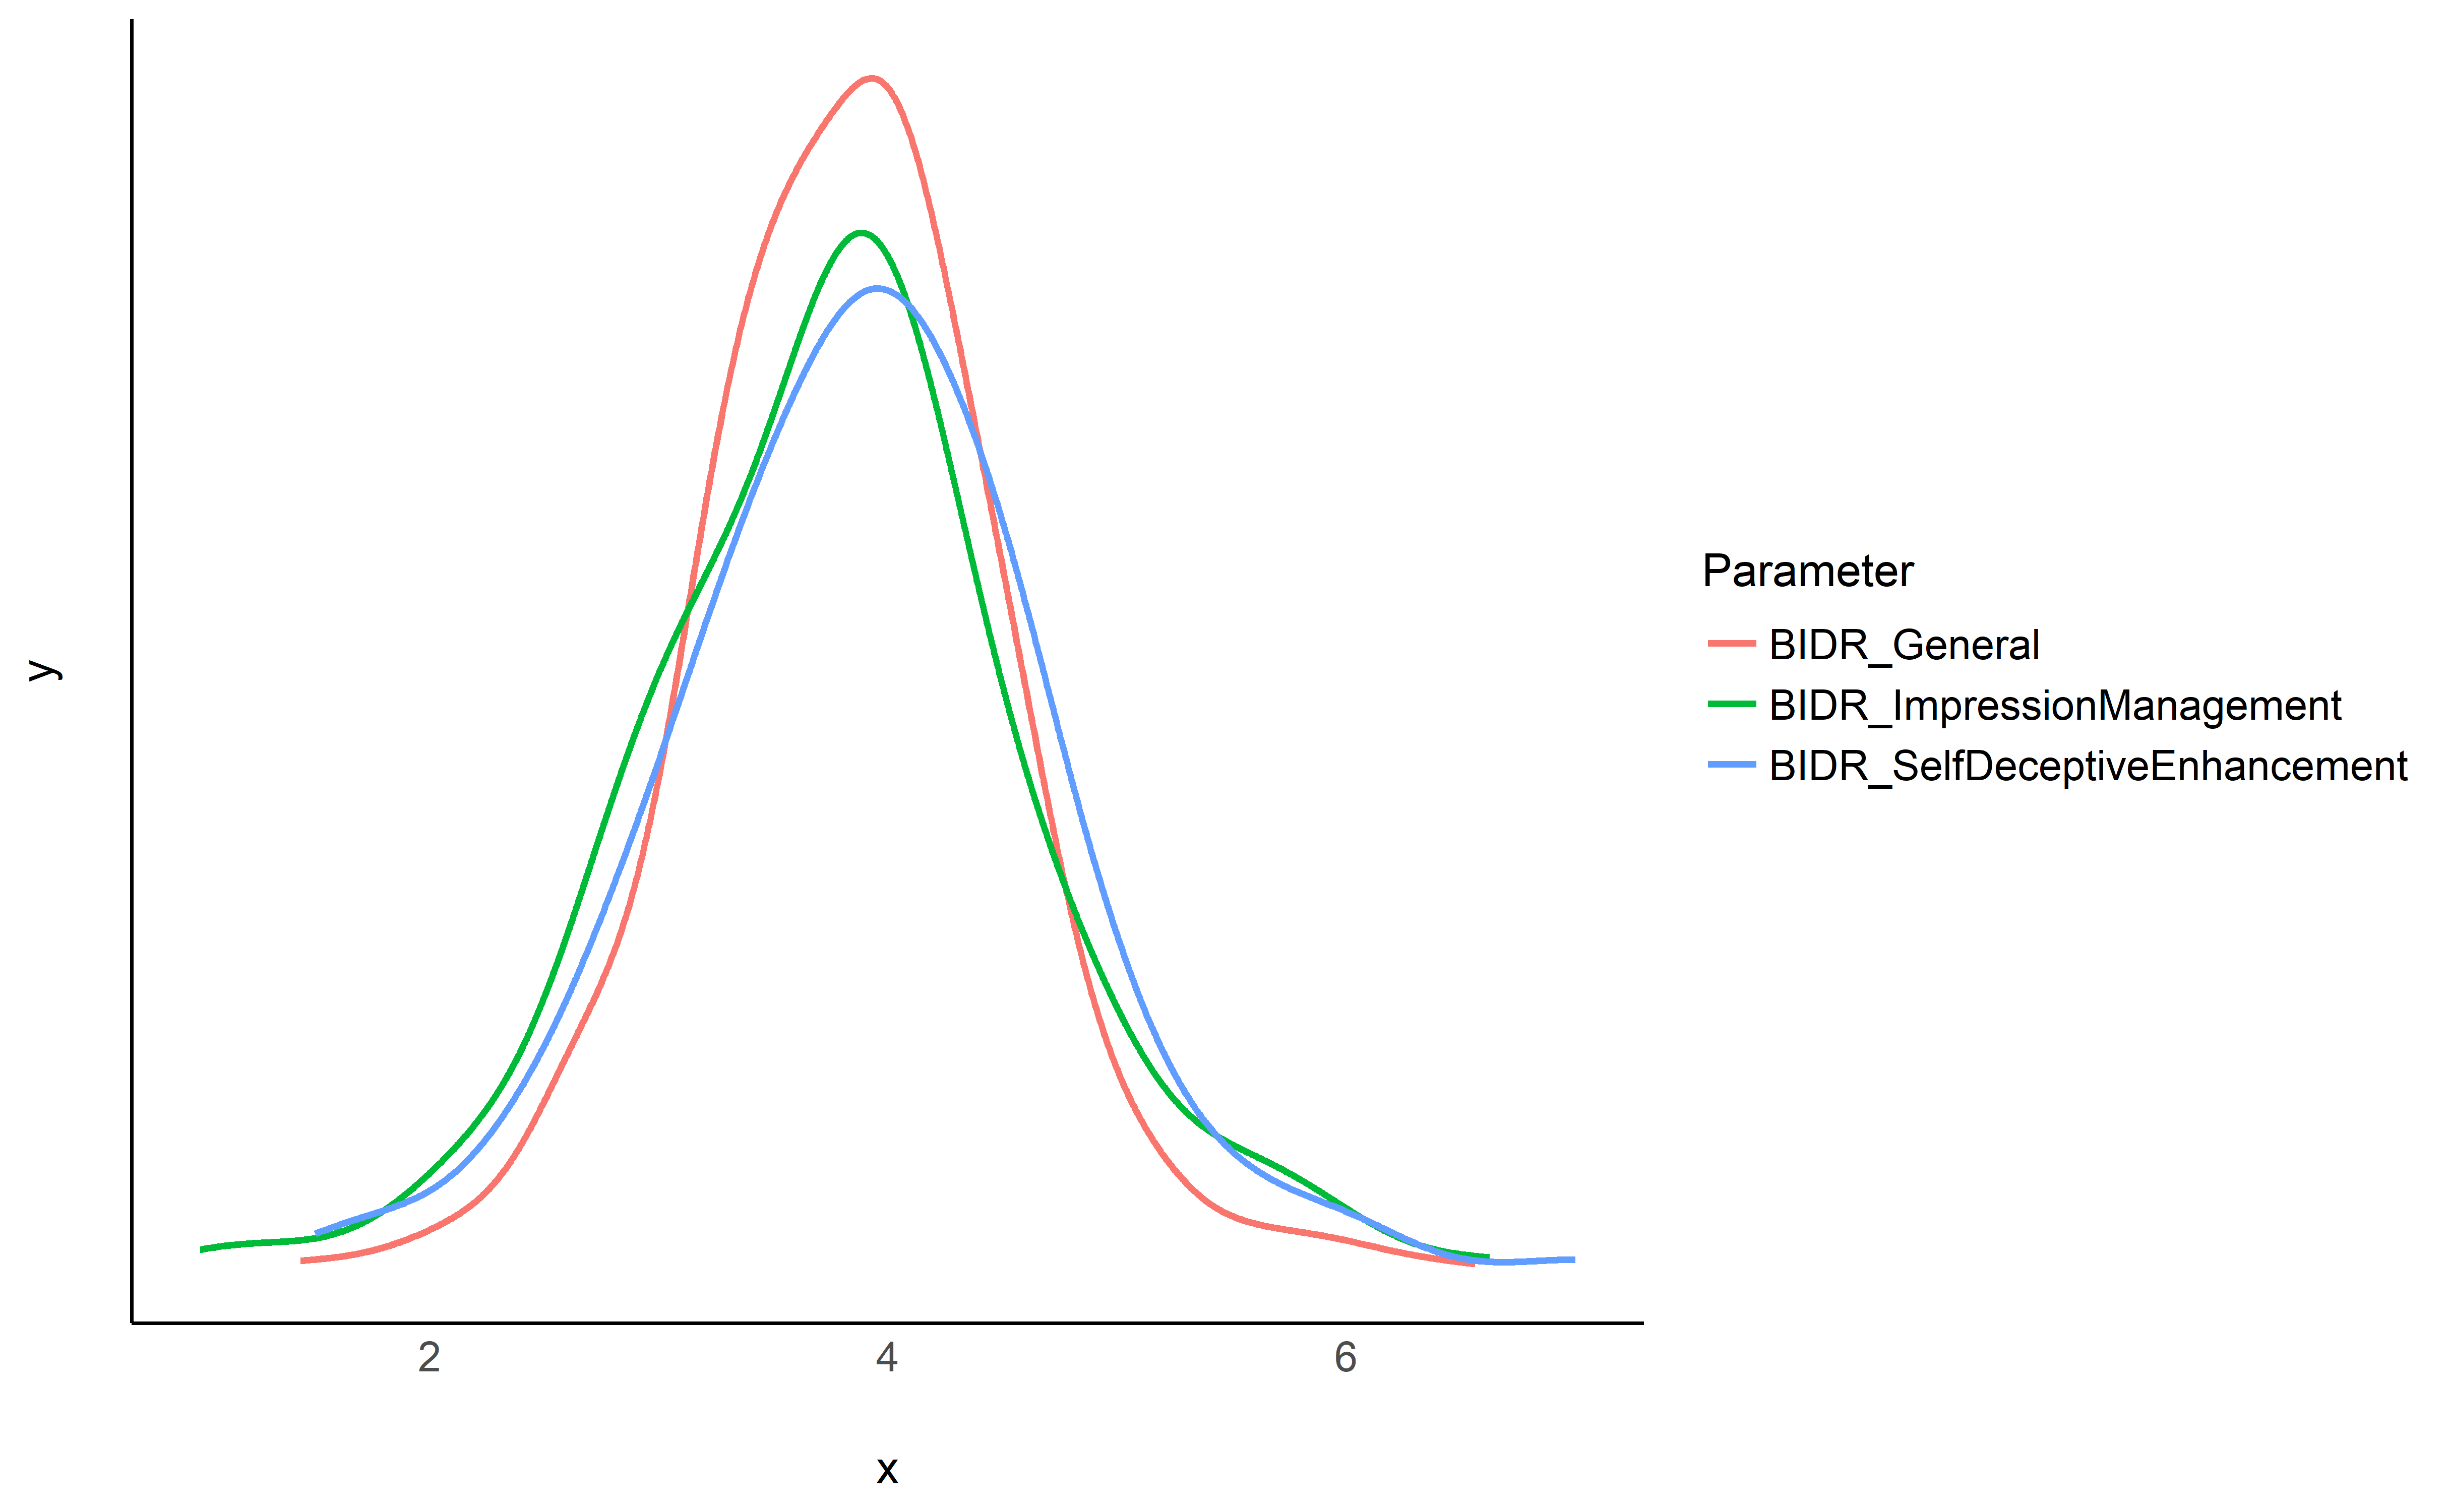 y
2
4
6
x
Parameter
BIDR_General
BIDR_ImpressionManagement
BIDR_SelfDeceptiveEnhancement